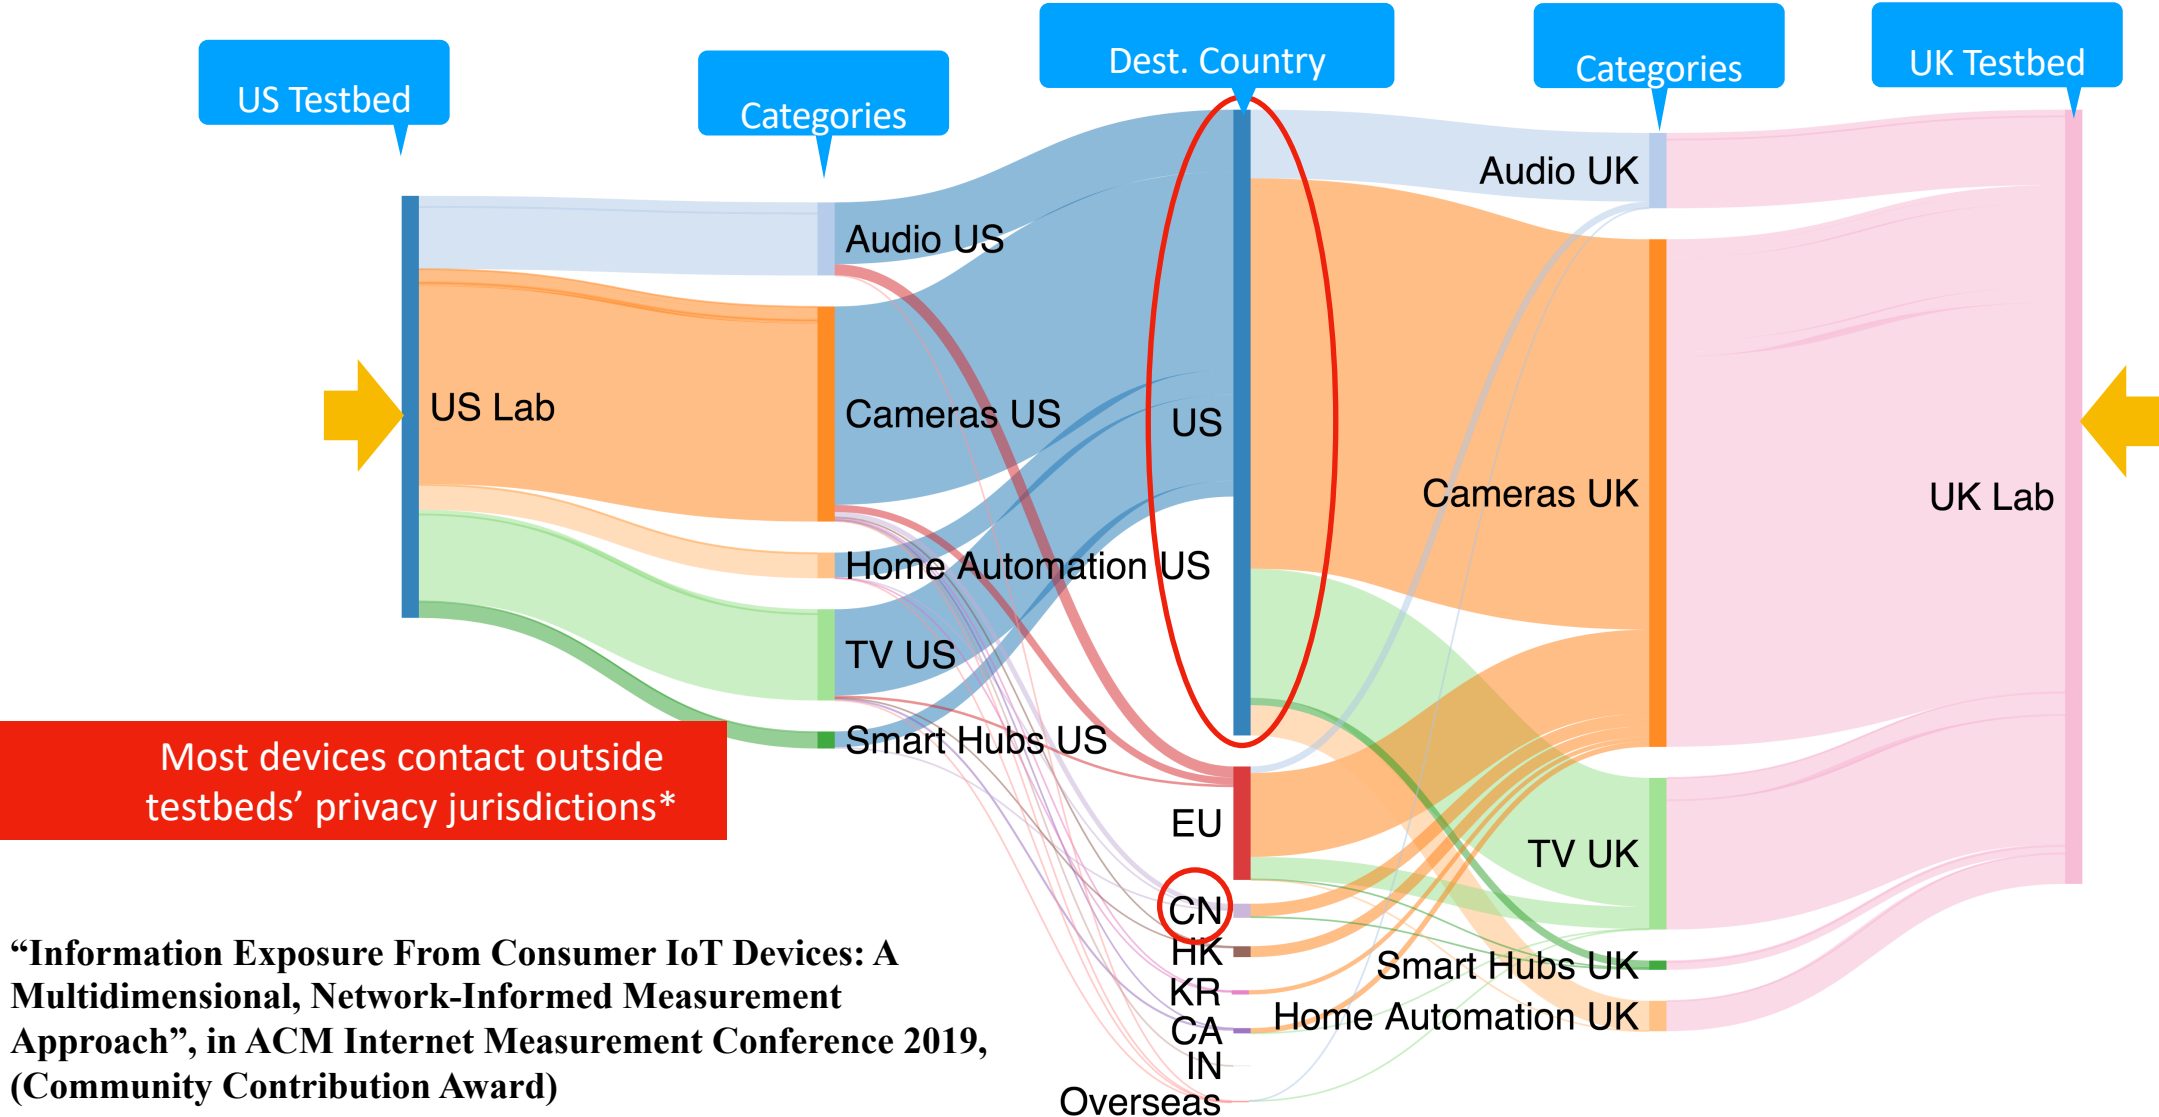 US Testbed
Categories
Dest. Country
Categories
UK Testbed
Audio UK
Audio US
US Lab
Cameras US
US
Cameras UK
UK Lab
Home Automation US
TV US
Smart Hubs US
Most devices contact outside
testbeds’ privacy jurisdictions*
EU
TV UK
CN
HK
Smart Hubs UK
KR
Home Automation UK
CA
IN
Overseas
“Information Exposure From Consumer IoT Devices: A
Multidimensional, Network-Informed Measurement
Approach”, in ACM Internet Measurement Conference 2019,
(Community Contribution Award)